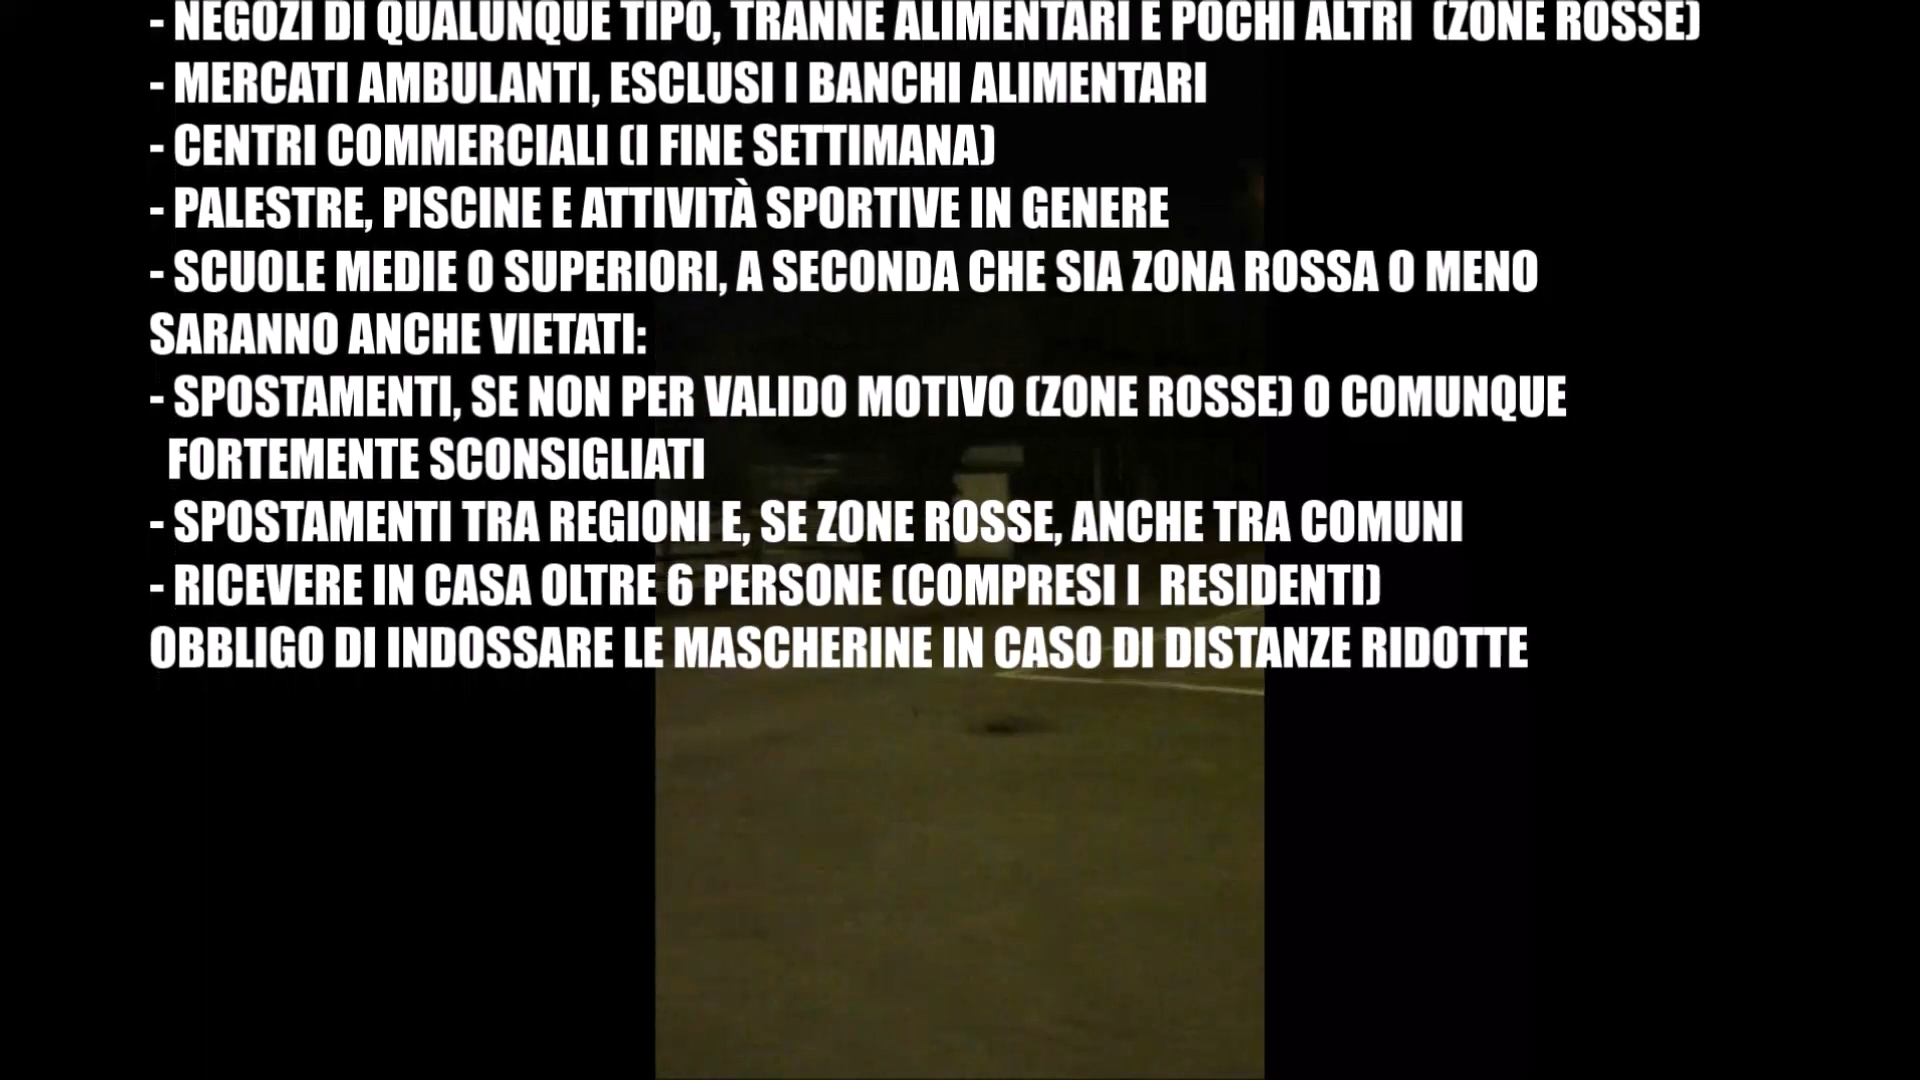 - NEGOZI DI QUALUNQUE TIPO, TRANNE ALIMENTARI E POCHI ALTRI (ZONE ROSSE)
- MERCATI AMBULANTI, ESCLUSI I BANCHI ALIMENTARI
- CENTRI COMMERCIALI (I FINE SETTIMANA)
- PALESTRE, PISCINE E ATTIVITÀ SPORTIVE IN GENERE
- SCUOLE MEDIE O SUPERIORI, A SECONDA CHE SIA ZONA ROSSA O MENO
SARANNO ANCHE VIETATI:
- SPOSTAMENTI, SE NON PER VALIDO MOTIVO (ZONE ROSSE) O COMUNQUE
FORTEMENTE SCONSIGLIATI
- SPOSTAMENTI TRA REGIONI E, SE ZONE ROSSE, ANCHE TRA COMUNI
- RICEVERE IN CASA OLTRE 6 PERSONE (COMPRESI I RESIDENTI)
OBBLIGO DI INDOSSARE LE MASCHERINE IN CASO DI DISTANZE RIDOTTE